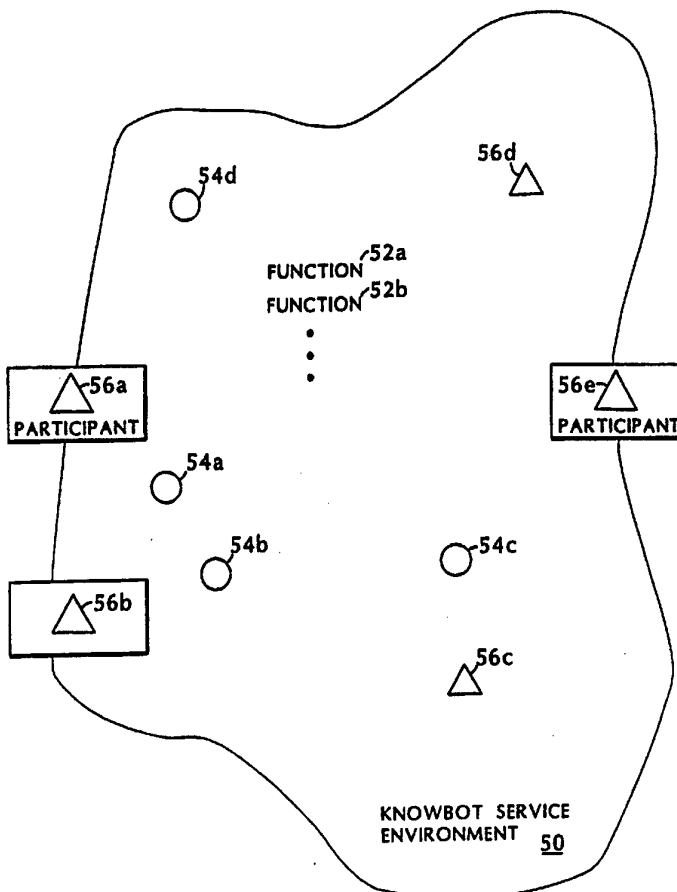 54d
56d
FUNCTION 52a
FUNCTION 52b
56a
PARTICIPANT
56e
PARTICIPANT
54a
54b
54c
56b
56c
KNOWBOT SERVICE
ENVIRONMENT 50